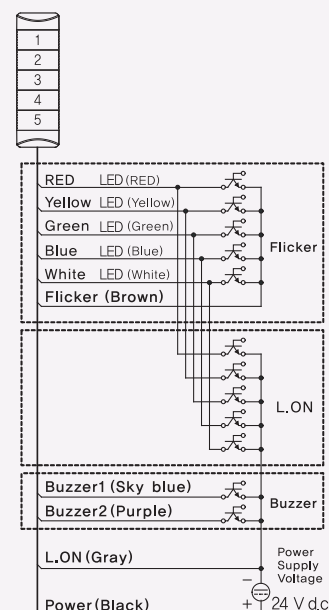 1
2
3
4
5
RED LED (RED)
Yellow LED (Yellow)
Green LED (Green)
Blue LED (Blue)
White LED (White)
Flicker (Brown)
Flicker
L.ON
Buzzer1 (Sky blue)
Buzzer2 (Purple)
Buzzer
L.ON (Gray)
Power
Supply
Voltage
−
Power (Black)
+ 24 V d.c